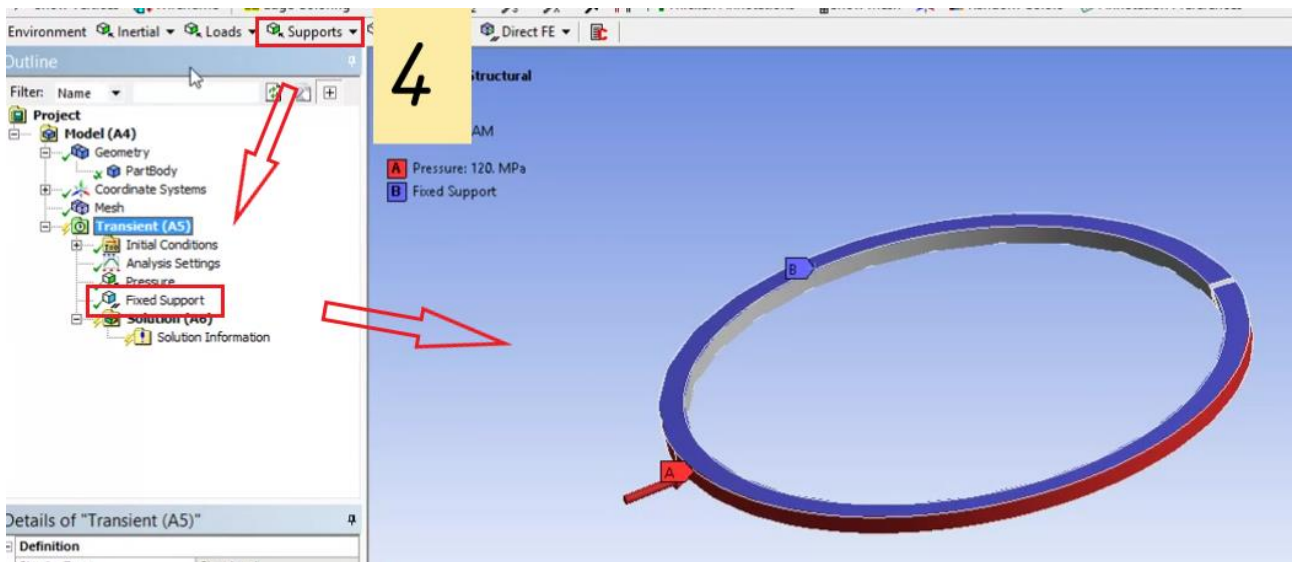 Environment Inertial Loads Supports Direct FE
Outline
Filter: Name
4
Structural
AM
Project
Model (A4)
Geometry
PartBody
Coordinate Systems
Mesh
Transient (A5)
Initial Conditions
Analysis Settings
Pressure
Fixed Support
Solution (A6)
Solution Information
A Pressure: 120. MPa
B Fixed Support
B
A
Details of "Transient (A5)"
Definition